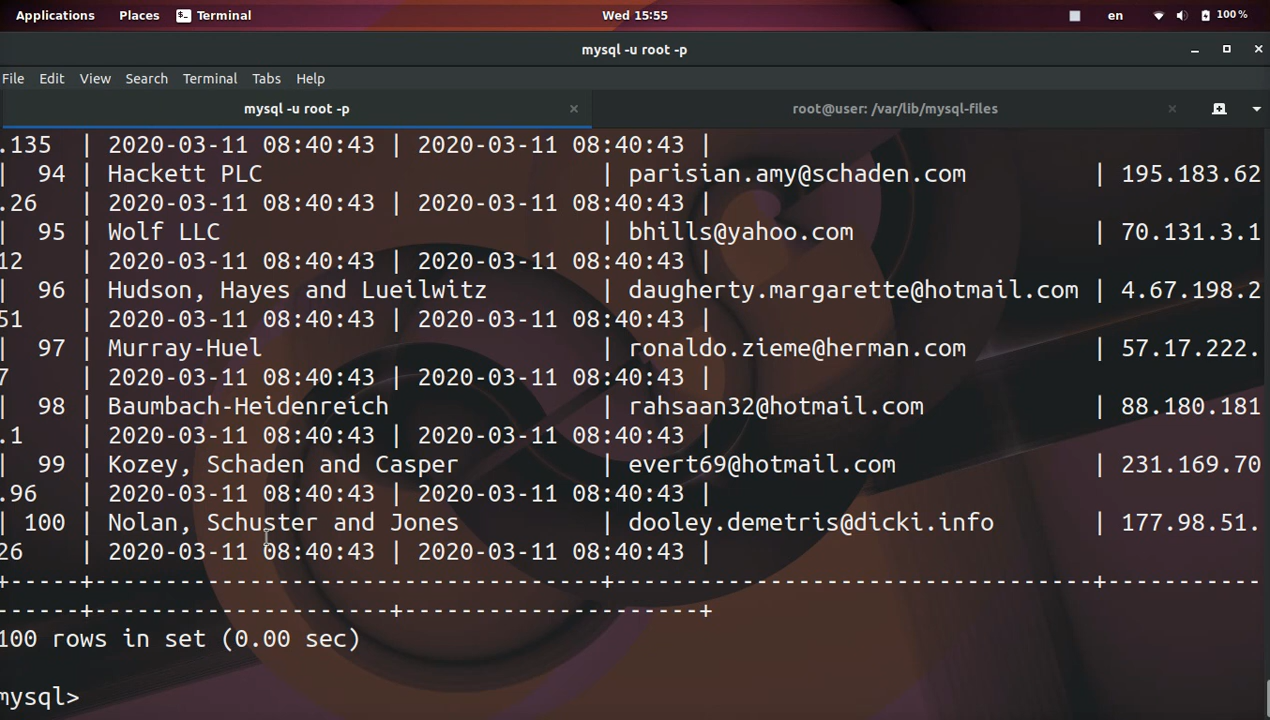 Applications Places Terminal Wed 15:55 en 100 %
mysql -u root -p
File Edit View Search Terminal Tabs Help
mysql -u root -p root@user: /var/lib/mysql-files
.135 | 2020-03-11 08:40:43 | 2020-03-11 08:40:43 |
| 94 | Hackett PLC | parisian.amy@schaden.com | 195.183.62
.26 | 2020-03-11 08:40:43 | 2020-03-11 08:40:43 |
| 95 | Wolf LLC | bhills@yahoo.com | 70.131.3.1
12 | 2020-03-11 08:40:43 | 2020-03-11 08:40:43 |
| 96 | Hudson, Hayes and Lueilwitz | daugherty.margarette@hotmail.com | 4.67.198.2
51 | 2020-03-11 08:40:43 | 2020-03-11 08:40:43 |
| 97 | Murray-Huel | ronaldo.zieme@herman.com | 57.17.222.
7 | 2020-03-11 08:40:43 | 2020-03-11 08:40:43 |
| 98 | Baumbach-Heidenreich | rahsaan32@hotmail.com | 88.180.181
.1 | 2020-03-11 08:40:43 | 2020-03-11 08:40:43 |
| 99 | Kozey, Schaden and Casper | evert69@hotmail.com | 231.169.70
.96 | 2020-03-11 08:40:43 | 2020-03-11 08:40:43 |
| 100 | Nolan, Schuster and Jones | dooley.demetris@dicki.info | 177.98.51.
26 | 2020-03-11 08:40:43 | 2020-03-11 08:40:43 |
+-----+-------------------------------------+----------------------------------+-----------
------+---------------------+---------------------+
100 rows in set (0.00 sec)
mysql>